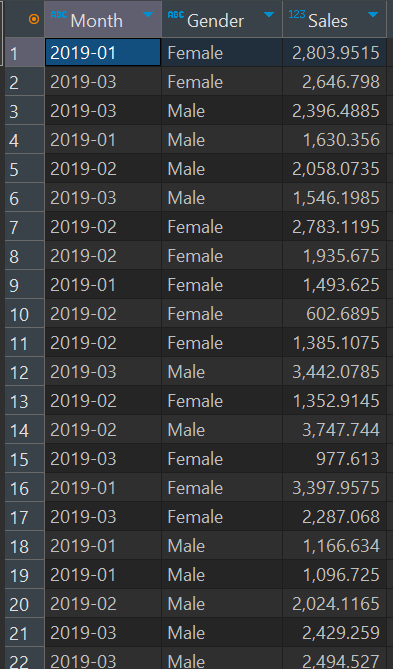 ABC Month ABC Gender 123 Sales
1 2019-01 Female 2,803.9515
2 2019-03 Female 2,646.798
3 2019-03 Male 2,396.4885
4 2019-01 Male 1,630.356
5 2019-02 Male 2,058.0735
6 2019-03 Male 1,546.1985
7 2019-02 Female 2,783.1195
8 2019-02 Female 1,935.675
9 2019-01 Female 1,493.625
10 2019-02 Female 602.6895
11 2019-02 Female 1,385.1075
12 2019-03 Male 3,442.0785
13 2019-02 Female 1,352.9145
14 2019-02 Male 3,747.744
15 2019-03 Female 977.613
16 2019-01 Female 3,397.9575
17 2019-03 Female 2,287.068
18 2019-01 Male 1,166.634
19 2019-01 Male 1,096.725
20 2019-02 Male 2,024.1165
21 2019-03 Male 2,429.259
22 2019-03 Male 2,494.527